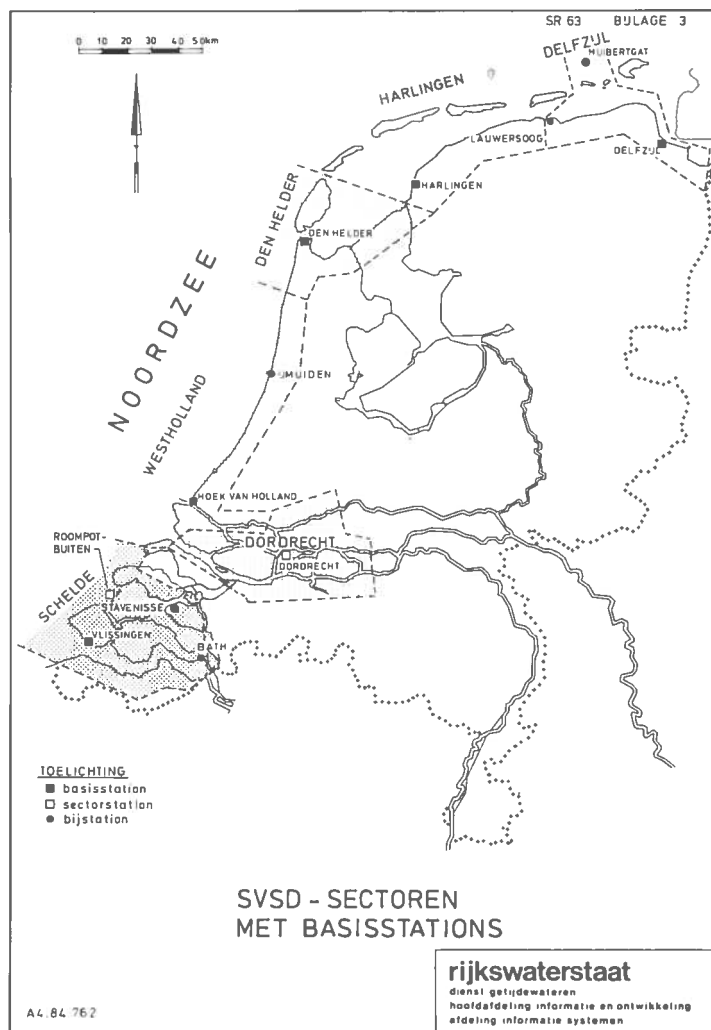 SR 63 BIJLAGE 3
0 10 20 30 40 50km
DELFZIJL
HUIBERTGAT
HARLINGEN
LAUWERSOOG
DELFZIJL
HARLINGEN
DEN HELDER
DEN HELDER
NOORDZEE
IJMUIDEN
WESTHOLLAND
HOEK VAN HOLLAND
ROOMPOT-
BUITEN
DORDRECHT
DORDRECHT
SCHELDE
STAVENISSE
VLISSINGEN
BATH
TOELICHTING
basisstation
sectorstation
bijstation
SVSD - SECTOREN
MET BASISSTATIONS
rijkswaterstaat
dienst getijdewateren
hoofdafdeling informatie en ontwikkeling
afdeling informatie systemen
A4.84.762